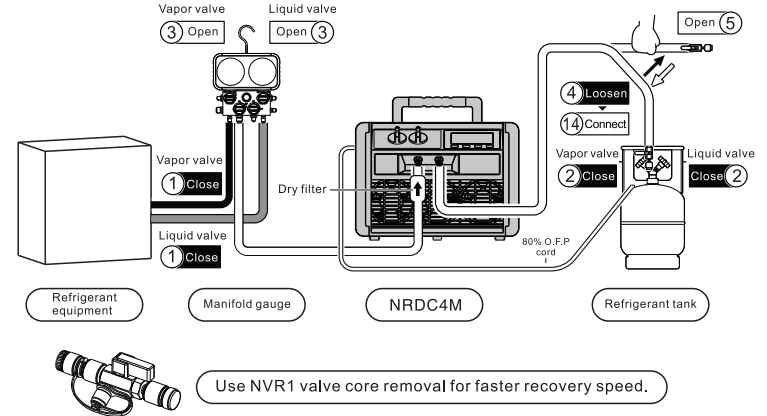 Vapor valve
Liquid valve
3 Open
Open 3
Open 5
4 Loosen
14 Connect
Vapor valve
Liquid valve
2 Close
Close 2
Vapor valve
1 Close
Dry filter
Liquid valve
1 Close
80% O.F.P
cord
Refrigerant
equipment
Manifold gauge
NRDC4M
Refrigerant tank
Use NVR1 valve core removal for faster recovery speed.